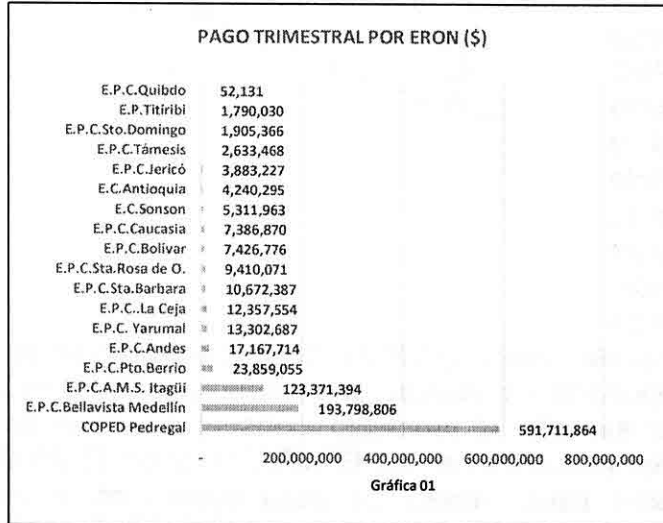 PAGO TRIMESTRAL POR ERON ($)
E.P.C.Quibdo 52,131
E.P.Titiribi 1,790,030
E.P.C.Sto.Domingo 1,905,366
E.P.C.Támesis 2,633,468
E.P.C.Jericó 3,883,227
E.C.Antioquia 4,240,295
E.C.Sonson 5,311,963
E.P.C.Caucasia 7,386,870
E.P.C.Bolívar 7,426,776
E.P.C.Sta.Rosa de O. 9,410,071
E.P.C.Sta.Barbara 10,672,387
E.P.C..La Ceja 12,357,554
E.P.C. Yarumal 13,302,687
E.P.C.Andes 17,167,714
E.P.C.Pto.Berrio 23,859,055
E.P.C.A.M.S. Itagüi 123,371,394
E.P.C.Bellavista Medellín 193,798,806
COPED Pedregal 591,711,864
- 200,000,000 400,000,000 600,000,000 800,000,000
Gráfica 01